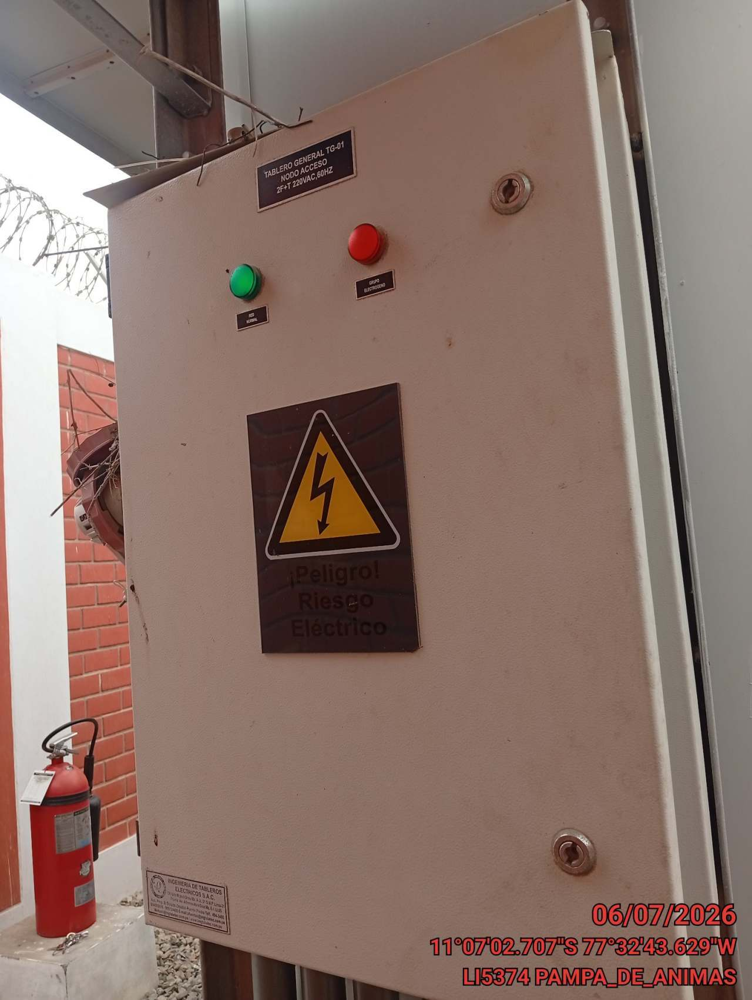 TABLERO GENERAL TG-01
NODO ACCESO
2F+T 220VAC,60HZ
GRUPO
ELECTROGENO
RED
NORMAL
¡Peligro!
Riesgo
Eléctrico
INGENIERIA DE TABLEROS
ELECTRICOS S.A.C.
06/07/2026
11°07'02.707"S 77°32'43.629"W
LI5374 PAMPA_DE_ANIMAS